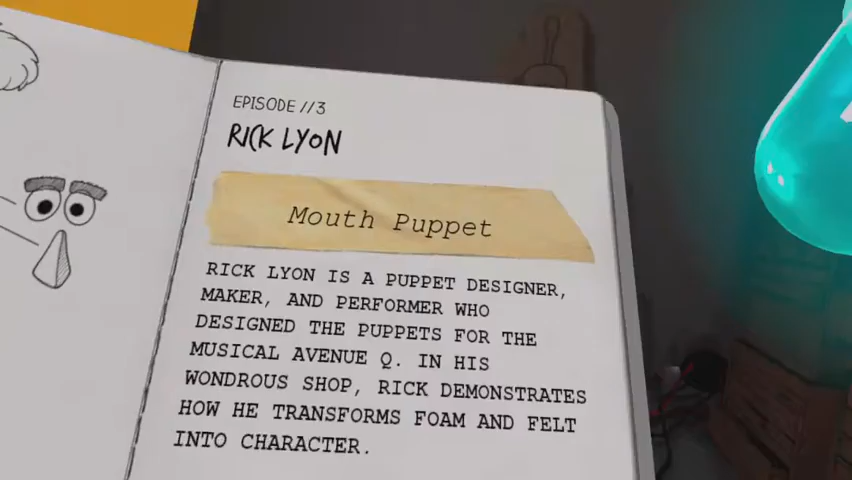 EPISODE //3
RICK LYON
Mouth Puppet
RICK LYON IS A PUPPET DESIGNER,
MAKER, AND PERFORMER WHO
DESIGNED THE PUPPETS FOR THE
MUSICAL AVENUE Q. IN HIS
WONDROUS SHOP, RICK DEMONSTRATES
HOW HE TRANSFORMS FOAM AND FELT
INTO CHARACTER.